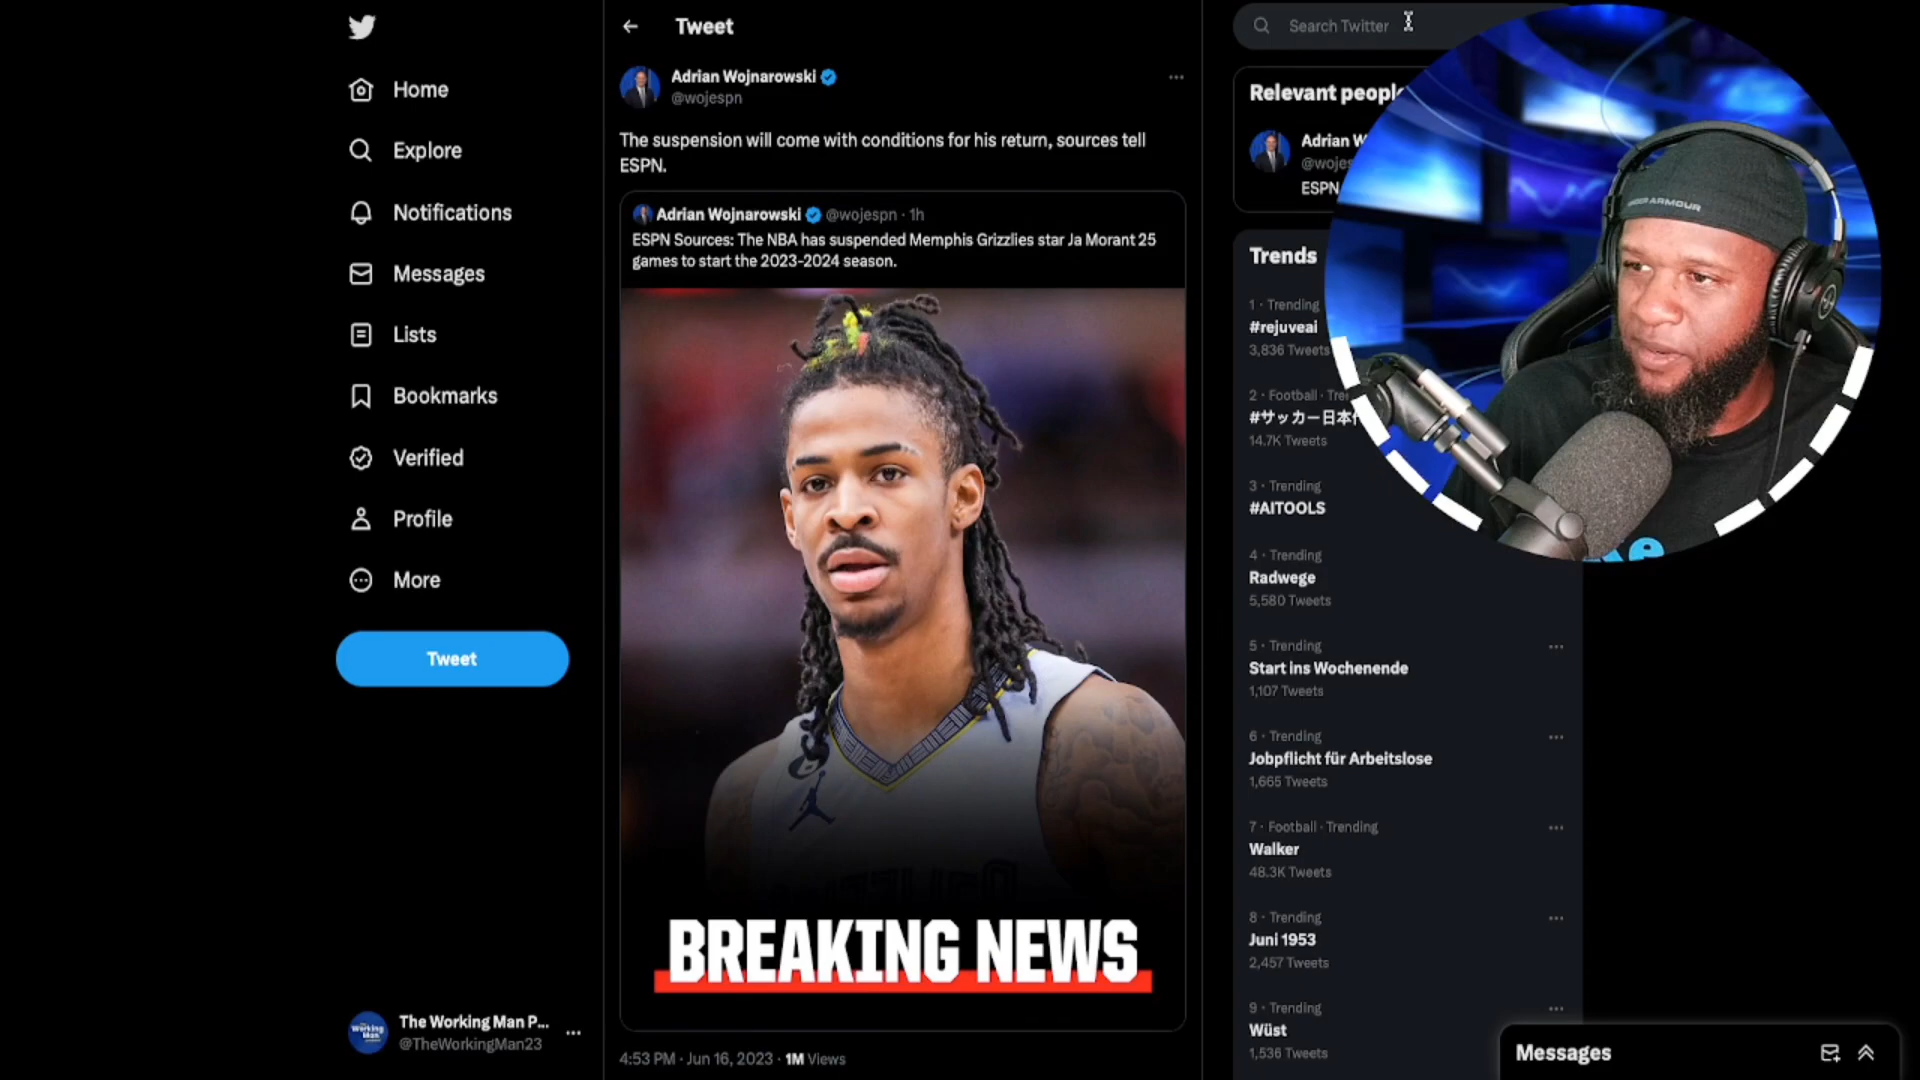 Home
Explore
Notifications
Messages
Lists
Bookmarks
Verified
Profile
More
Tweet
The Working Man P...
@TheWorkingMan23
Tweet
Adrian Wojnarowski
@wojespn
The suspension will come with conditions for his return, sources tell
ESPN.
Adrian Wojnarowski @wojespn · 1h
ESPN Sources: The NBA has suspended Memphis Grizzlies star Ja Morant 25
games to start the 2023-2024 season.
BREAKING NEWS
4:53 PM · Jun 16, 2023 · 1M Views
Search Twitter
Relevant people
Adrian W
@wojes
ESPN
Trends
1 · Trending
#rejuveai
3,836 Tweets
2 · Football · Tre
#サッカー日本
14.7K Tweets
3 · Trending
#AITOOLS
4 · Trending
Radwege
5,580 Tweets
5 · Trending
Start ins Wochenende
1,107 Tweets
6 · Trending
Jobpflicht für Arbeitslose
1,665 Tweets
7 · Football · Trending
Walker
48.3K Tweets
8 · Trending
Juni 1953
2,457 Tweets
9 · Trending
Wüst
1,536 Tweets
Messages
UNDER ARMOUR
Working
Man